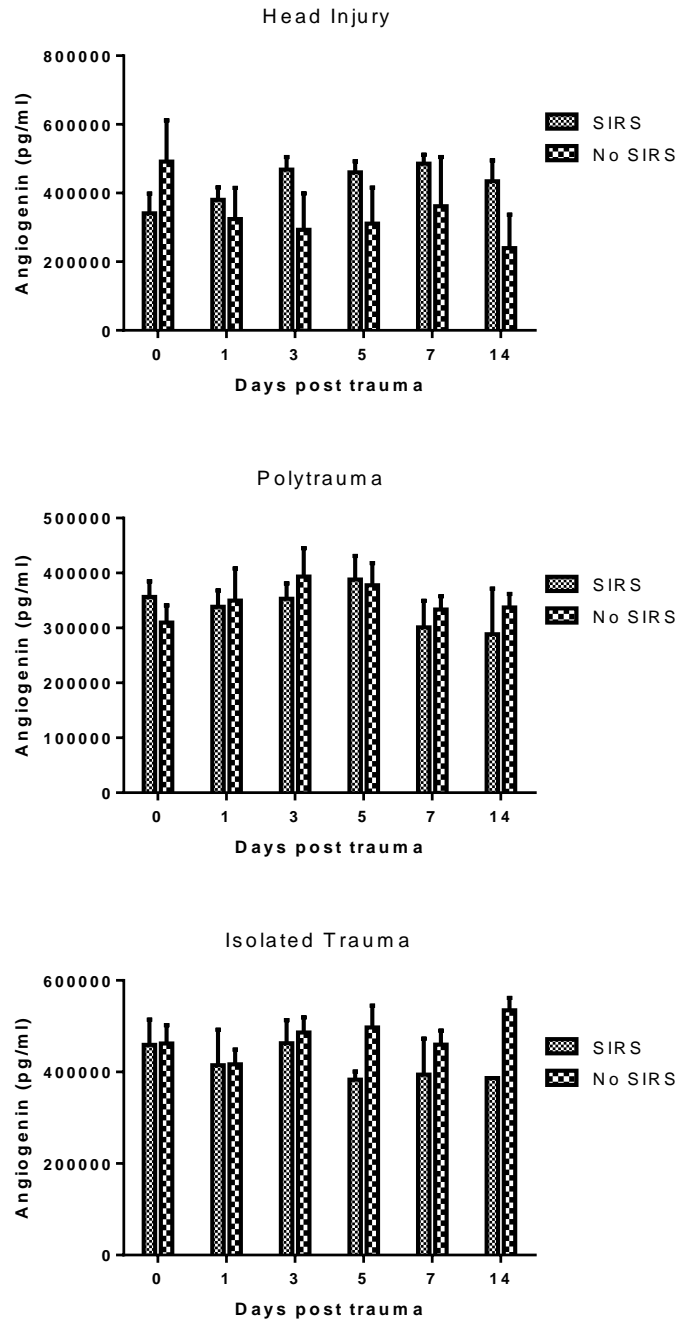 Head Injury
Angiogenin (pg/ml)
800000
600000
400000
200000
0
0 1 3 5 7 14
Days post trauma
SIRS
No SIRS
Polytrauma
Angiogenin (pg/ml)
500000
400000
300000
200000
100000
0
0 1 3 5 7 14
Days post trauma
SIRS
No SIRS
Isolated Trauma
Angiogenin (pg/ml)
600000
400000
200000
0
0 1 3 5 7 14
Days post trauma
SIRS
No SIRS